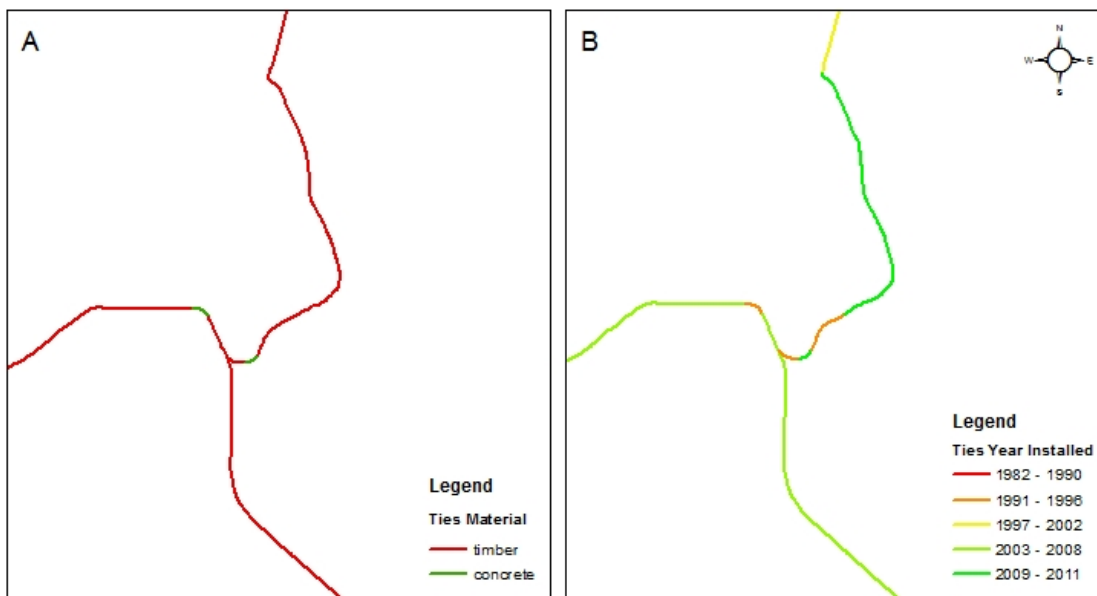 A
Legend
Ties Material
timber
concrete
B
N
W E
S
Legend
Ties Year Installed
1982 - 1990
1991 - 1996
1997 - 2002
2003 - 2008
2009 - 2011